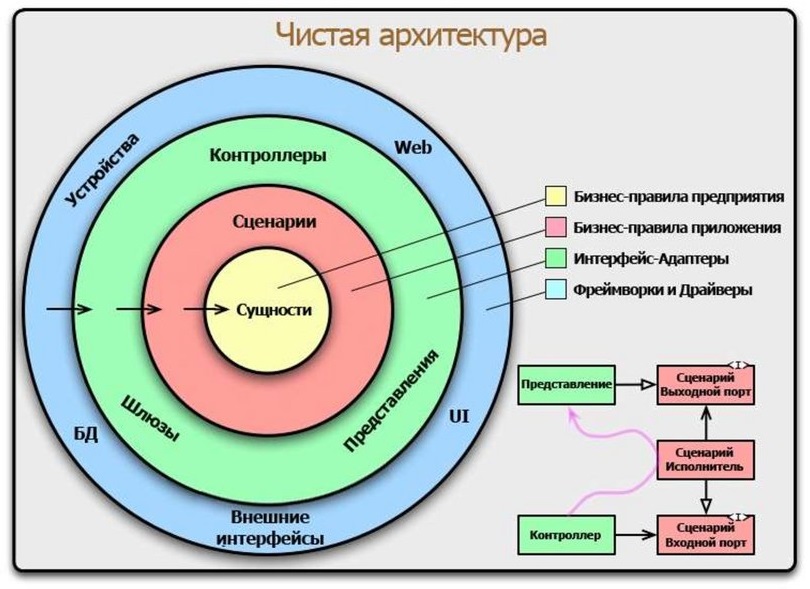 Чистая архитектура
Устройства
Контроллеры
Web
Сценарии
Сущности
Шлюзы
Представления
БД
UI
Внешние
интерфейсы
Бизнес-правила предприятия
Бизнес-правила приложения
Интерфейс-Адаптеры
Фреймворки и Драйверы
Представление
<I>
Сценарий
Выходной порт
Сценарий
Исполнитель
Контроллер
<I>
Сценарий
Входной порт